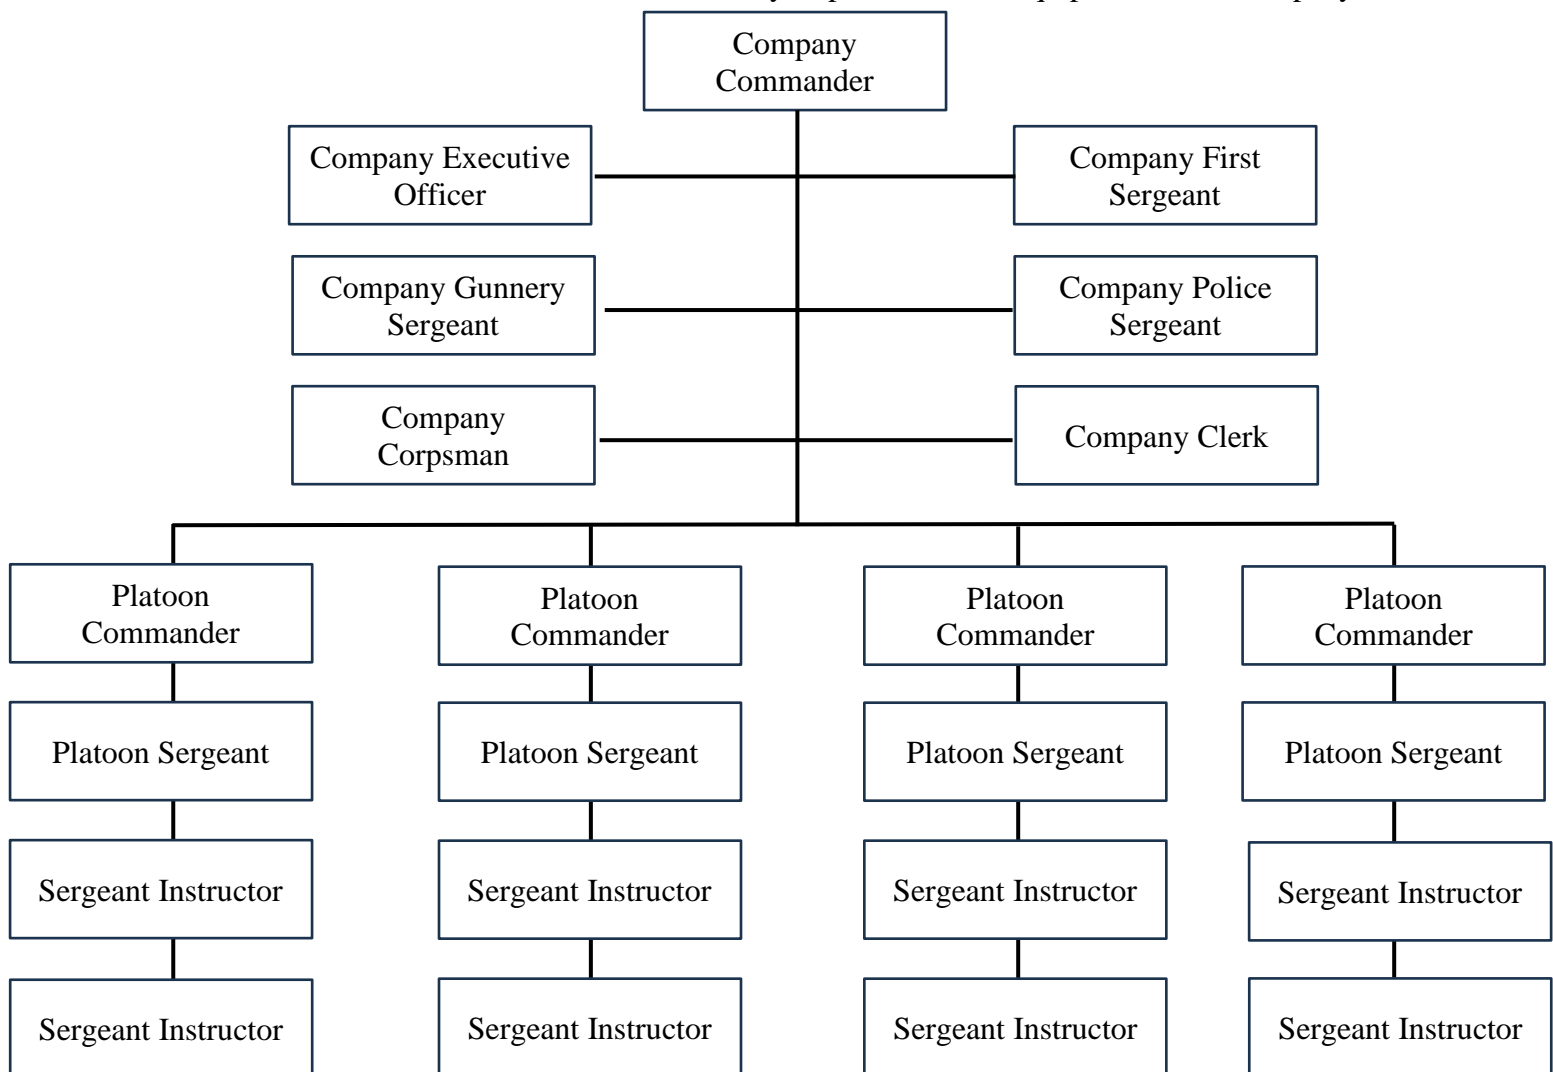 Company
Commander
Company Executive
Officer
Company First
Sergeant
Company Gunnery
Sergeant
Company Police
Sergeant
Company
Corpsman
Company Clerk
Platoon
Commander
Platoon
Commander
Platoon
Commander
Platoon
Commander
Platoon Sergeant
Platoon Sergeant
Platoon Sergeant
Platoon Sergeant
Sergeant Instructor
Sergeant Instructor
Sergeant Instructor
Sergeant Instructor
Sergeant Instructor
Sergeant Instructor
Sergeant Instructor
Sergeant Instructor